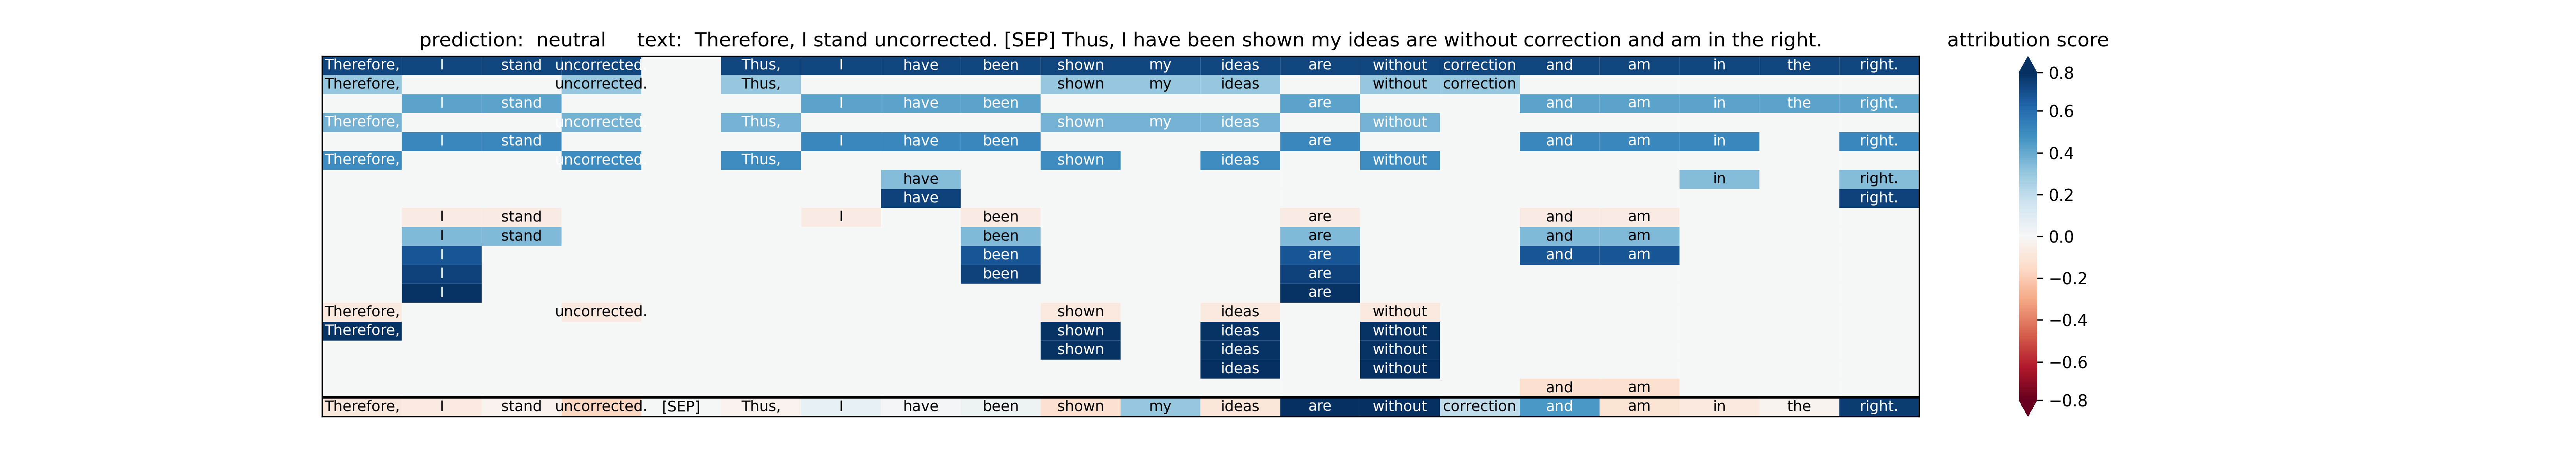 prediction: neutral text: Therefore, I stand uncorrected. [SEP] Thus, I have been shown my ideas are without correction and am in the right. attribution score
Therefore, I stand uncorrected. Thus, I have been shown my ideas are without correction and am in the right.
Therefore, uncorrected. Thus, shown my ideas without correction
I stand I have been are and am in the right.
Therefore, uncorrected. Thus, shown my ideas without
I stand I have been are and am in right.
Therefore, uncorrected. Thus, shown ideas without
have in right.
have right.
I stand I been are and am
I stand been are and am
I been are and am
I been are
I are
Therefore, uncorrected. shown ideas without
Therefore, shown ideas without
shown ideas without
ideas without
and am
Therefore, I stand uncorrected. [SEP] Thus, I have been shown my ideas are without correction and am in the right.
0.8
0.6
0.4
0.2
0.0
−0.2
−0.4
−0.6
−0.8